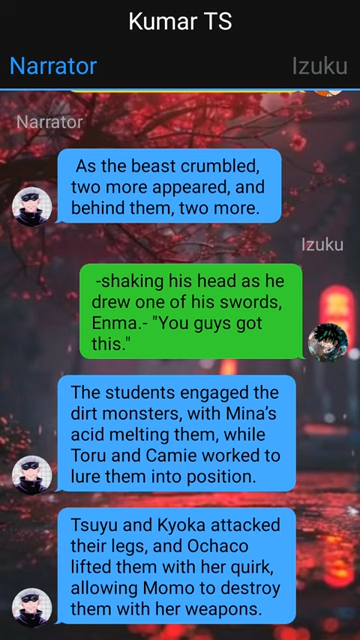 Kumar TS
Narrator
Izuku
Narrator
As the beast crumbled,
two more appeared, and
behind them, two more.
Izuku
-shaking his head as he
drew one of his swords,
Enma.- "You guys got
this."
The students engaged the
dirt monsters, with Mina's
acid melting them, while
Toru and Camie worked to
lure them into position.
Tsuyu and Kyoka attacked
their legs, and Ochaco
lifted them with her quirk,
allowing Momo to destroy
them with her weapons.